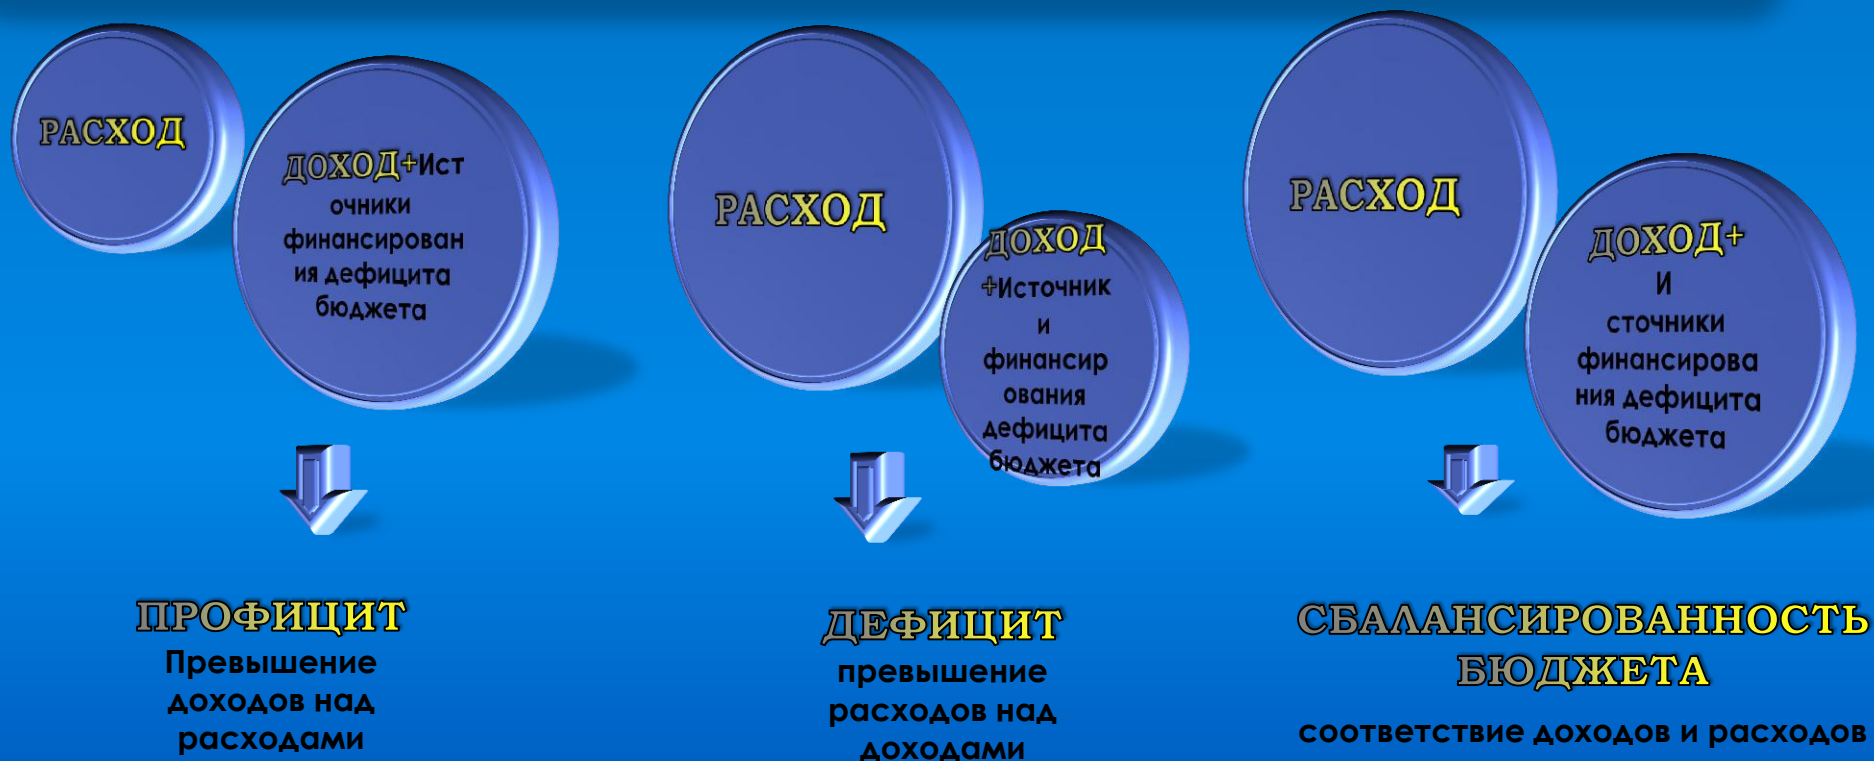 РАСХОД
ДОХОД+Ист
очники
финансирован
ия дефицита
бюджета
ПРОФИЦИТ
Превышение
доходов над
расходами
РАСХОД
ДОХОД
+Источник
и
финансир
ования
дефицита
бюджета
ДЕФИЦИТ
превышение
расходов над
доходами
РАСХОД
ДОХОД+
И
сточники
финансирова
ния дефицита
бюджета
СБАЛАНСИРОВАННОСТЬ
БЮДЖЕТА
соответствие доходов и расходов